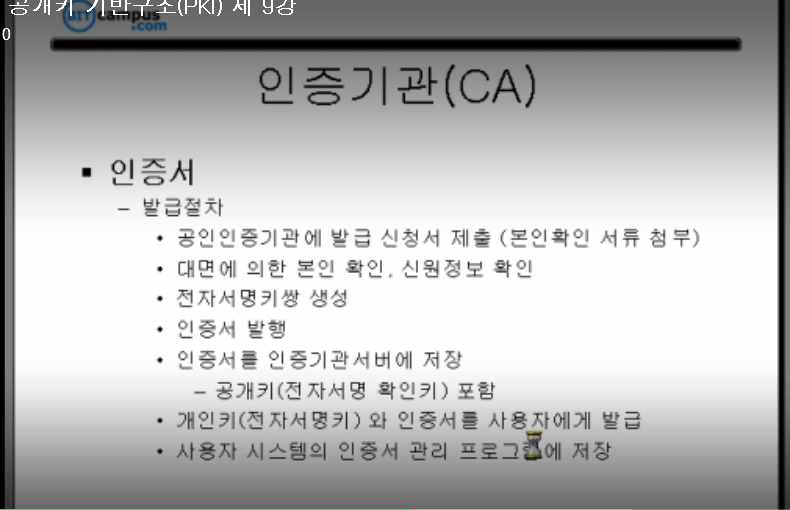 공개키 기반구조(PKI) 제 9강
campus
.com
0
인증기관(CA)
▪ 인증서
– 발급절차
• 공인인증기관에 발급 신청서 제출 (본인확인 서류 첨부)
• 대면에 의한 본인 확인, 신원정보 확인
• 전자서명키쌍 생성
• 인증서 발행
• 인증서를 인증기관서버에 저장
– 공개키(전자서명 확인키) 포함
• 개인키(전자서명키) 와 인증서를 사용자에게 발급
• 사용자 시스템의 인증서 관리 프로그램에 저장